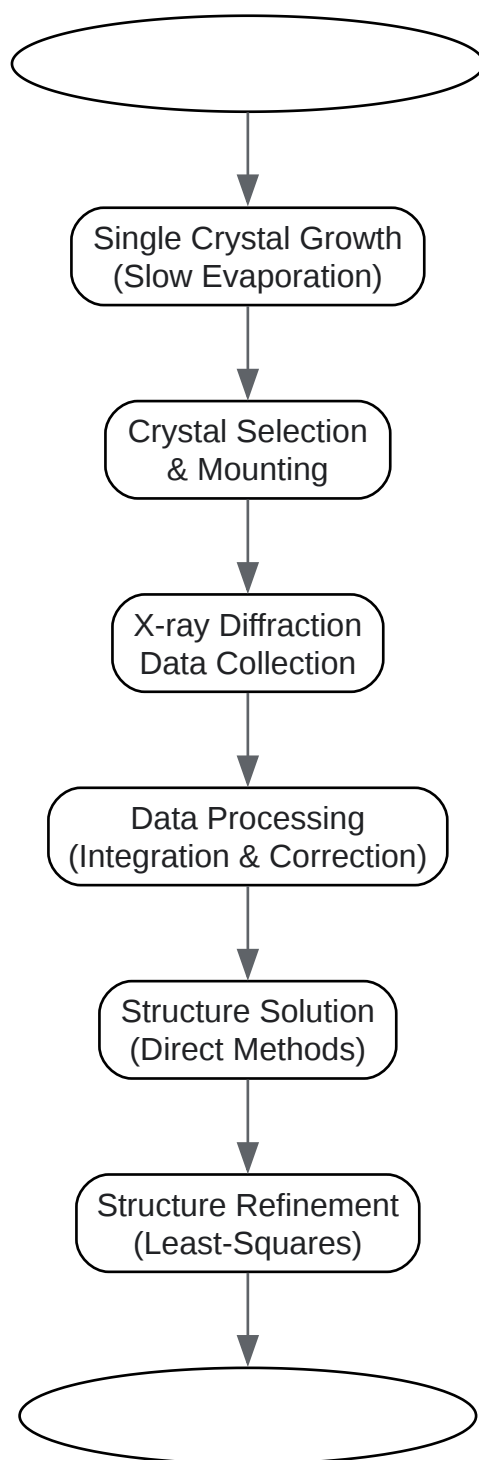 Single Crystal Growth
(Slow Evaporation)
Crystal Selection
& Mounting
X-ray Diffraction
Data Collection
Data Processing
(Integration & Correction)
Structure Solution
(Direct Methods)
Structure Refinement
(Least-Squares)